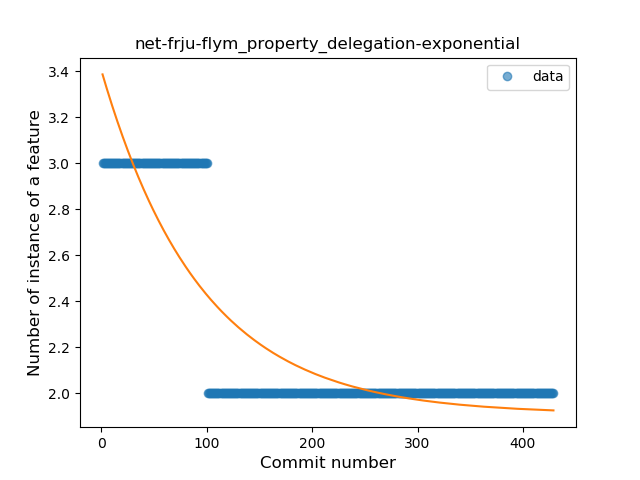 net-frju-flym_property_delegation-exponential
data
Number of instance of a feature
3.4
3.2
3.0
2.8
2.6
2.4
2.2
2.0
0 100 200 300 400
Commit number